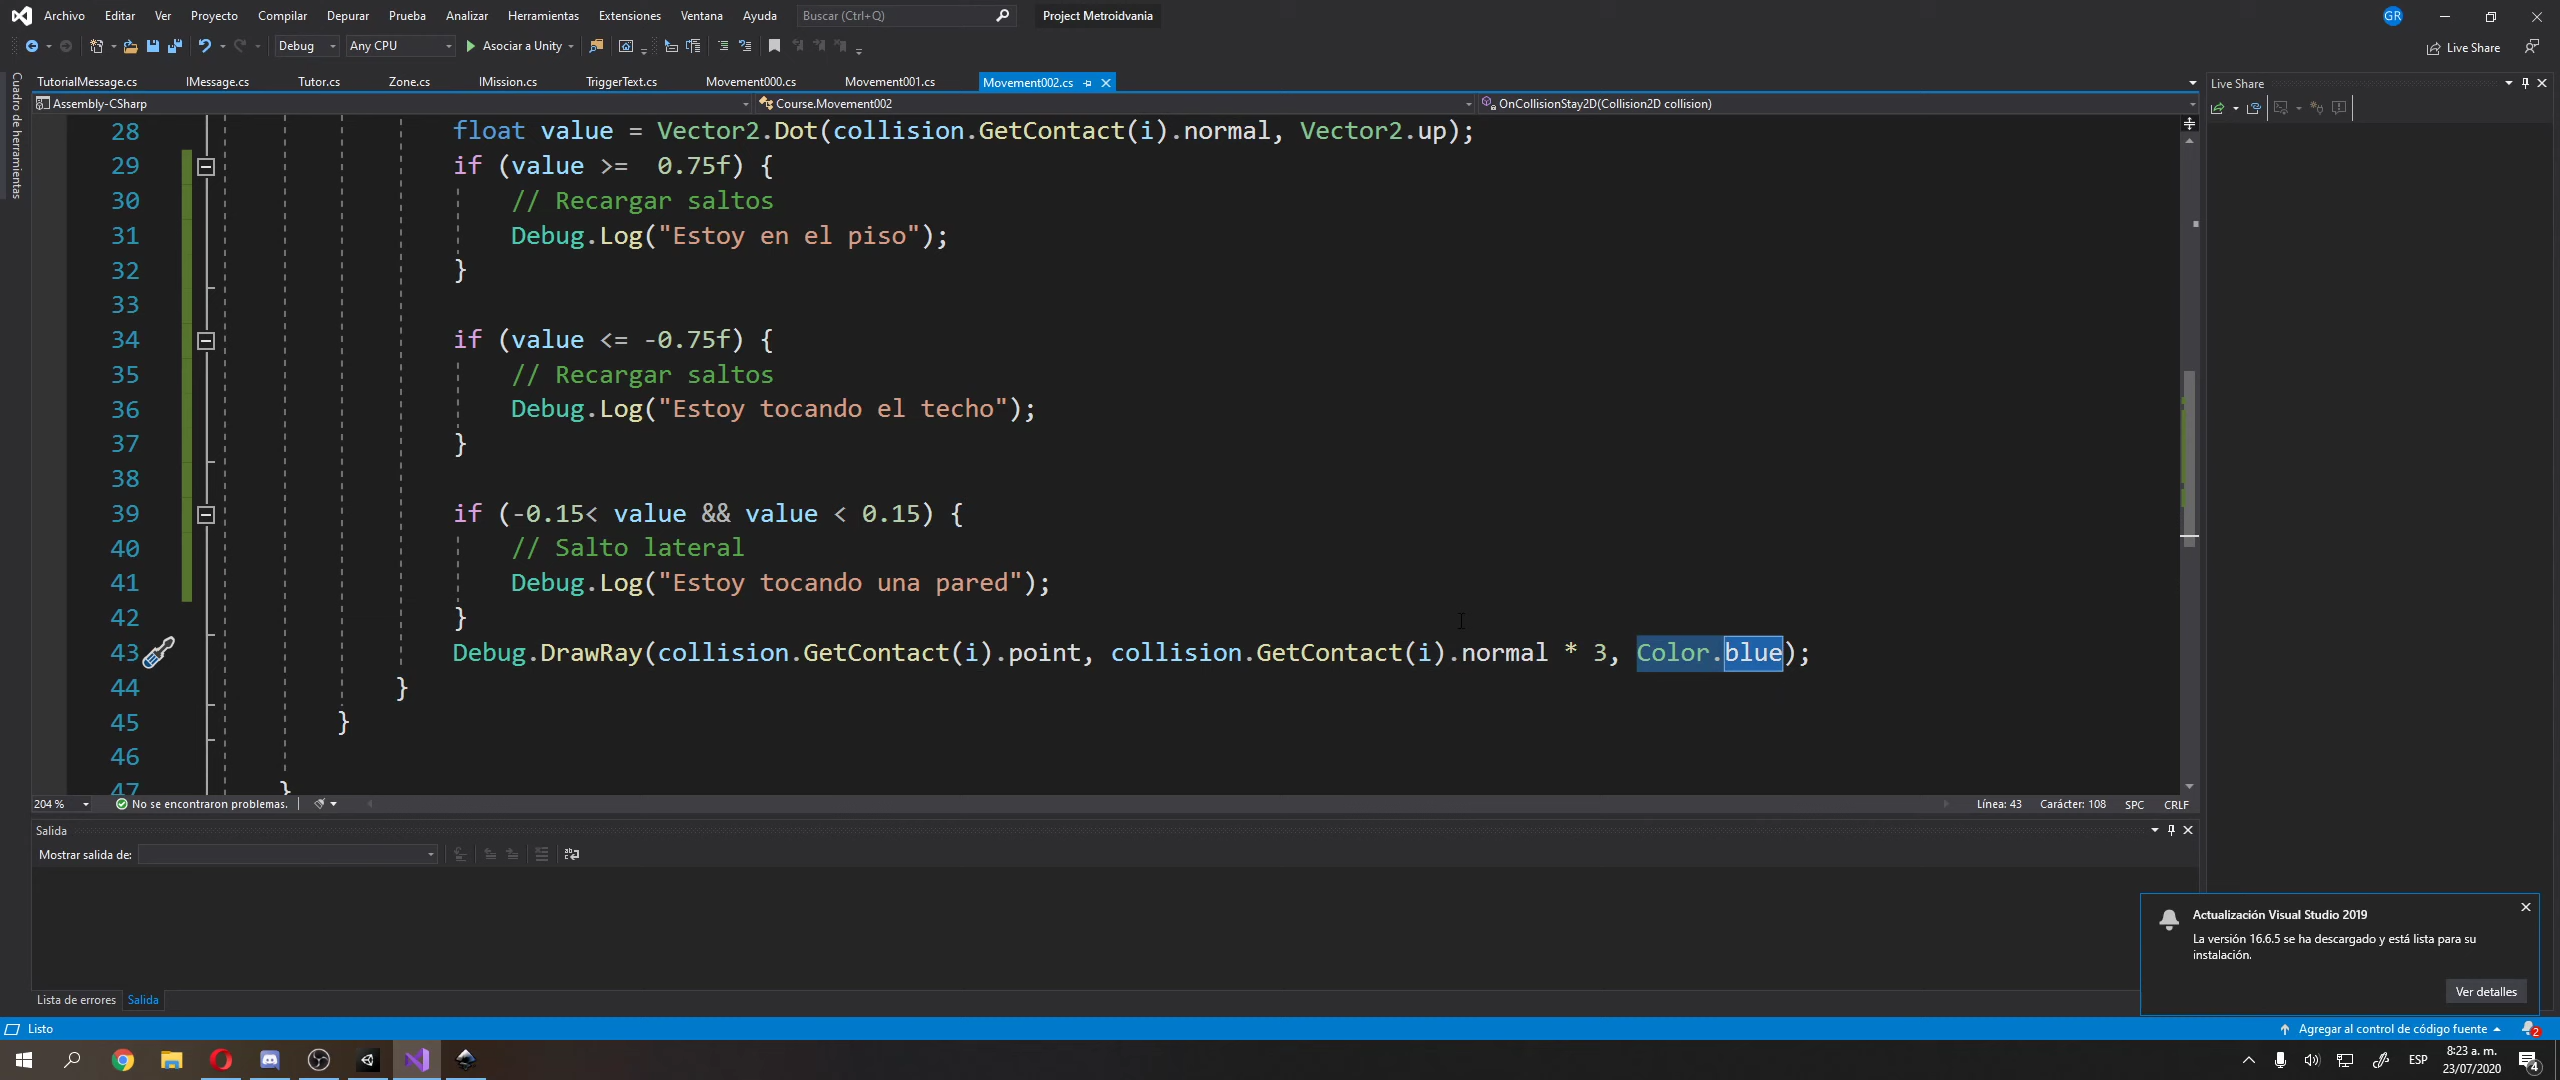 Archivo Editar Ver Proyecto Compilar Depurar Prueba Analizar Herramientas Extensiones Ventana Ayuda Buscar (Ctrl+Q) Project Metroidvania GR
Debug Any CPU Asociar a Unity Live Share
TutorialMessage.cs IMessage.cs Tutor.cs Zone.cs IMission.cs TriggerText.cs Movement000.cs Movement001.cs Movement002.cs
Assembly-CSharp Course.Movement002 OnCollisionStay2D(Collision2D collision)
Live Share
Cuadro de herramientas
28 float value = Vector2.Dot(collision.GetContact(i).normal, Vector2.up);
29 if (value >=  0.75f) {
30 // Recargar saltos
31 Debug.Log("Estoy en el piso");
32 }
33
34 if (value <= -0.75f) {
35 // Recargar saltos
36 Debug.Log("Estoy tocando el techo");
37 }
38
39 if (-0.15< value && value < 0.15) {
40 // Salto lateral
41 Debug.Log("Estoy tocando una pared");
42 }
43 Debug.DrawRay(collision.GetContact(i).point, collision.GetContact(i).normal * 3, Color.blue);
44 }
45 }
46
47 }
204 % No se encontraron problemas. Línea: 43 Carácter: 108 SPC CRLF
Salida
Mostrar salida de:
Actualización Visual Studio 2019
La versión 16.6.5 se ha descargado y está lista para su
instalación.
Ver detalles
Lista de errores Salida
Listo Agregar al control de código fuente 2
ESP 8:23 a. m.
23/07/2020 4